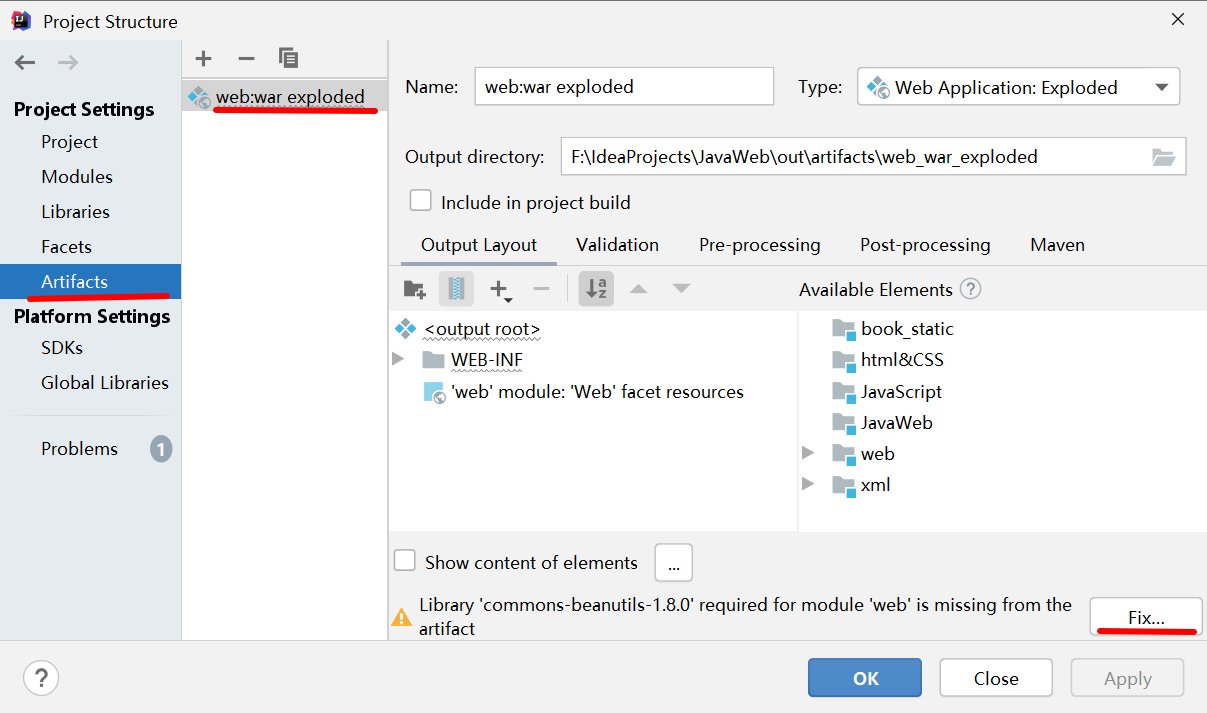 Project Structure
Project Settings
Project
Modules
Libraries
Facets
Artifacts
Platform Settings
SDKs
Global Libraries
Problems 1
web:war exploded
Name: web:war exploded Type: Web Application: Exploded
Output directory: F:\IdeaProjects\JavaWeb\out\artifacts\web_war_exploded
Include in project build
Output Layout Validation Pre-processing Post-processing Maven
Available Elements ?
<output root>
WEB-INF
'web' module: 'Web' facet resources
book_static
html&CSS
JavaScript
JavaWeb
web
xml
Show content of elements ...
Library 'commons-beanutils-1.8.0' required for module 'web' is missing from the
artifact
Fix...
? OK Close Apply